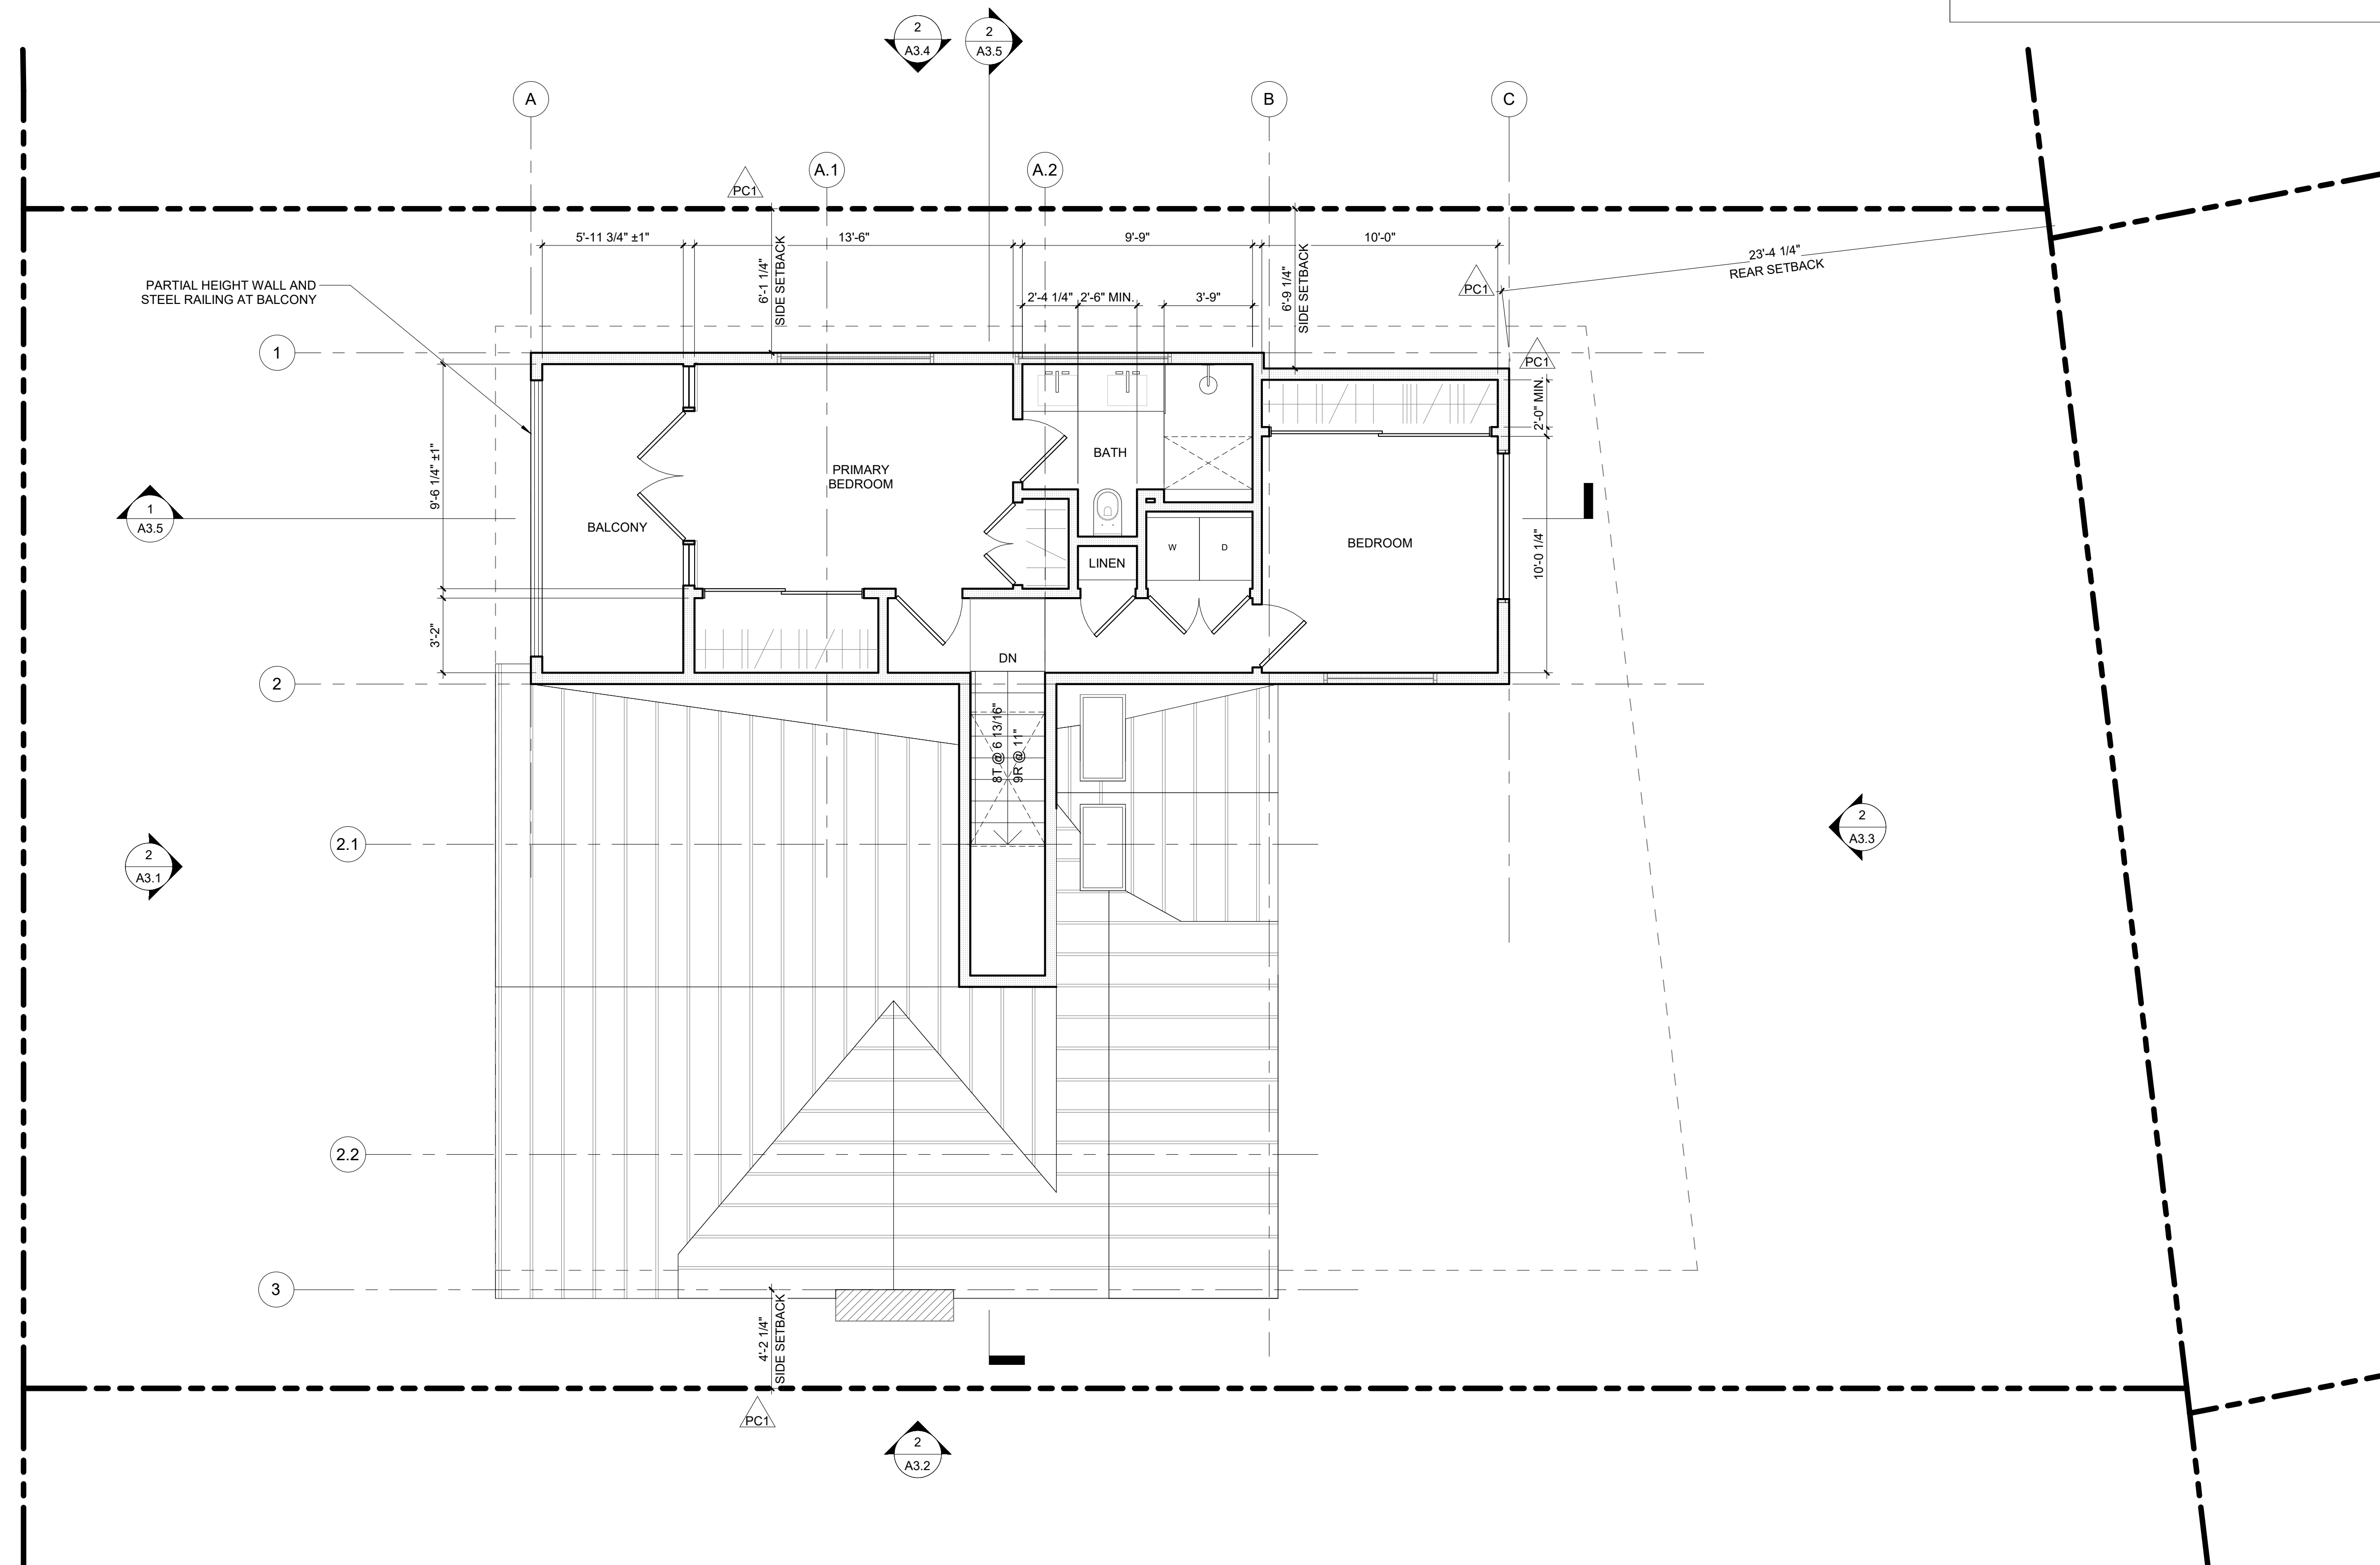 2
A3.4
2
A3.5
A
B
C
A.1
A.2
PC1
5'-11 3/4" ±1"
13'-6"
9'-9"
10'-0"
6'-1 1/4"
SIDE SETBACK
6'-9 1/4"
SIDE SETBACK
23'-4 1/4"
REAR SETBACK
PC1
PARTIAL HEIGHT WALL AND
STEEL RAILING AT BALCONY
2'-4 1/4"
2'-6" MIN.
3'-9"
1
PC1
2'-0" MIN.
BATH
PRIMARY
BEDROOM
9'-6 1/4" ±1"
1
A3.5
BALCONY
BEDROOM
W
D
LINEN
10'-0 1/4"
3'-2"
DN
2
8T @ 6 13/16"
9R @ 11"
2.1
2
A3.1
2
A3.3
2.2
3
4'-2 1/4"
SIDE SETBACK
PC1
2
A3.2